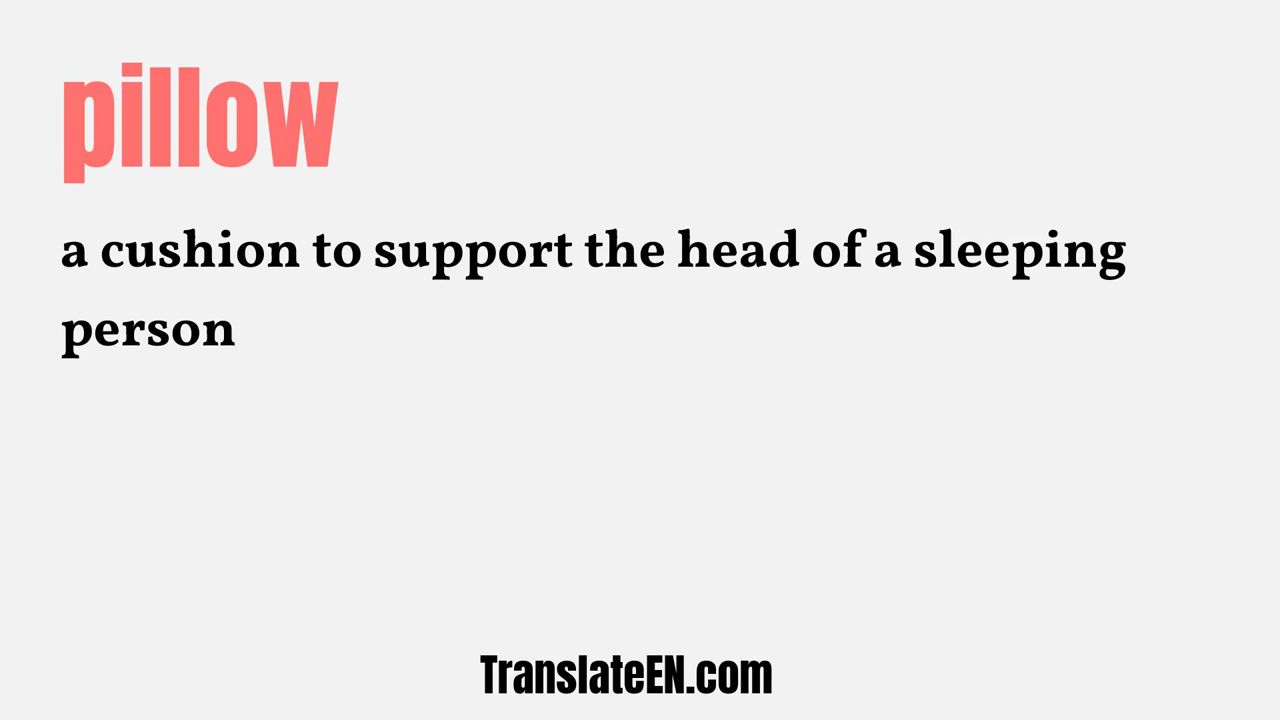 pillow
a cushion to support the head of a sleeping
person
TranslateEN.com